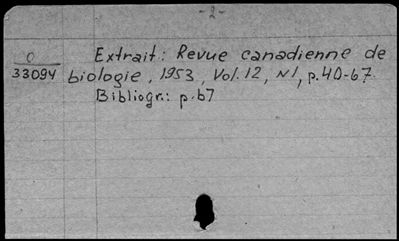 - 2 -
O Extrait: Revue canadienne de
33094 biologie, 1953, Vol. 12, N1, p. 40-67.
Bibliogr.: p. 67